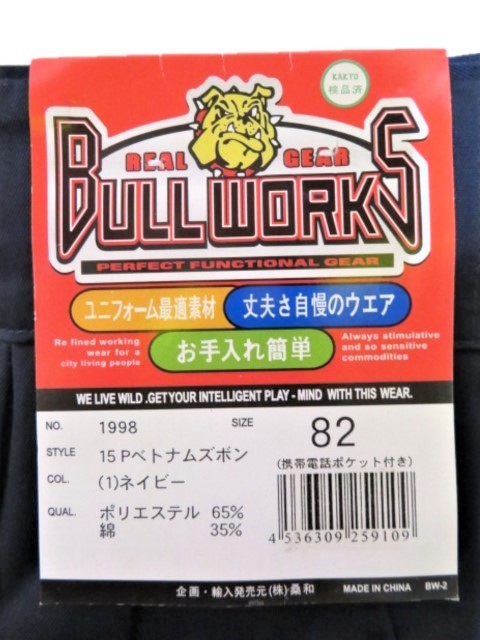 KAKYO
検品済
REAL GEAR
BULLWORKS
PERFECT FUNCTIONAL GEAR
ユニフォーム最適素材
丈夫さ自慢のウエア
お手入れ簡単
Re fined working
wear for a
city living people
Always stimulative
and so sensitive
commodities
WE LIVE WILD .GET YOUR INTELLIGENT PLAY - MIND WITH THIS WEAR.
NO. 1998
SIZE 82
STYLE 15 Pベトナムズボン
(携帯電話ポケット付き)
COL. (1)ネイビー
QUAL. ポリエステル 65%
綿 35%
4 536309 259109
企画・輸入発売元(株)桑和
MADE IN CHINA BW-2